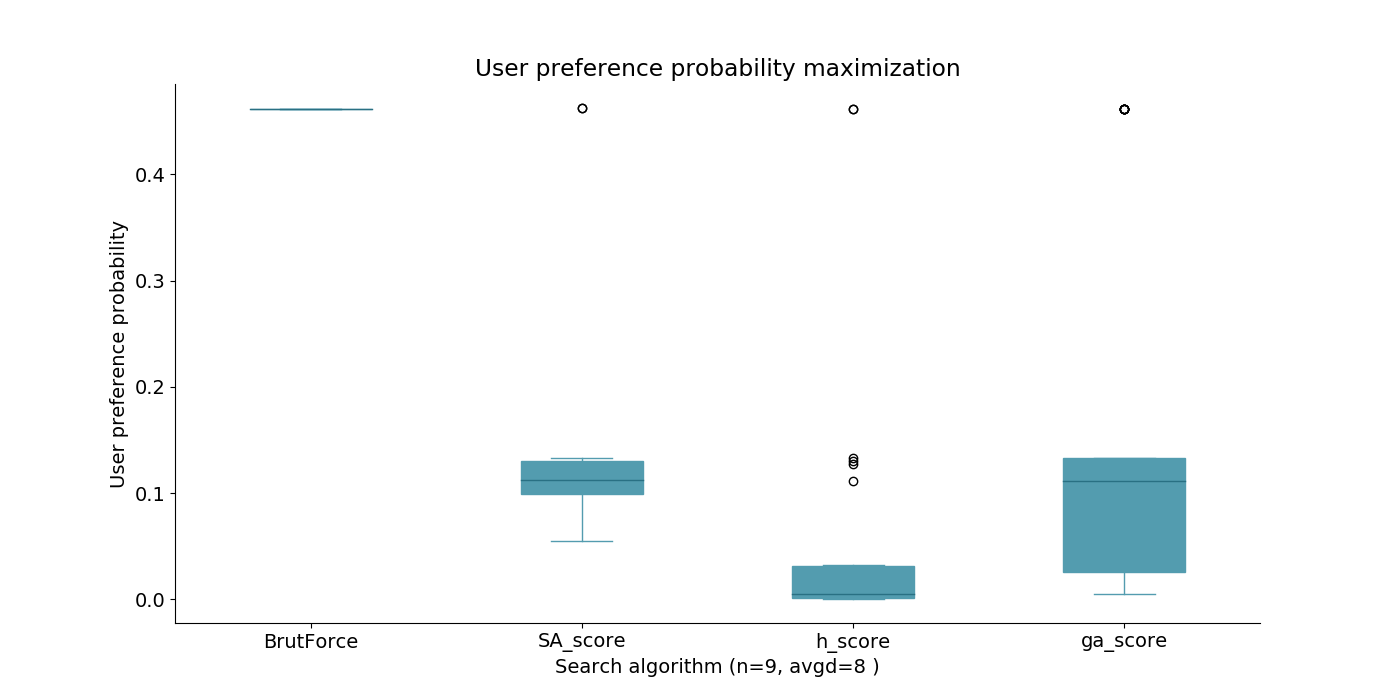 User preference probability maximization
User preference probability
0.4
0.3
0.2
0.1
0.0
BrutForce
SA_score
h_score
ga_score
Search algorithm (n=9, avgd=8 )